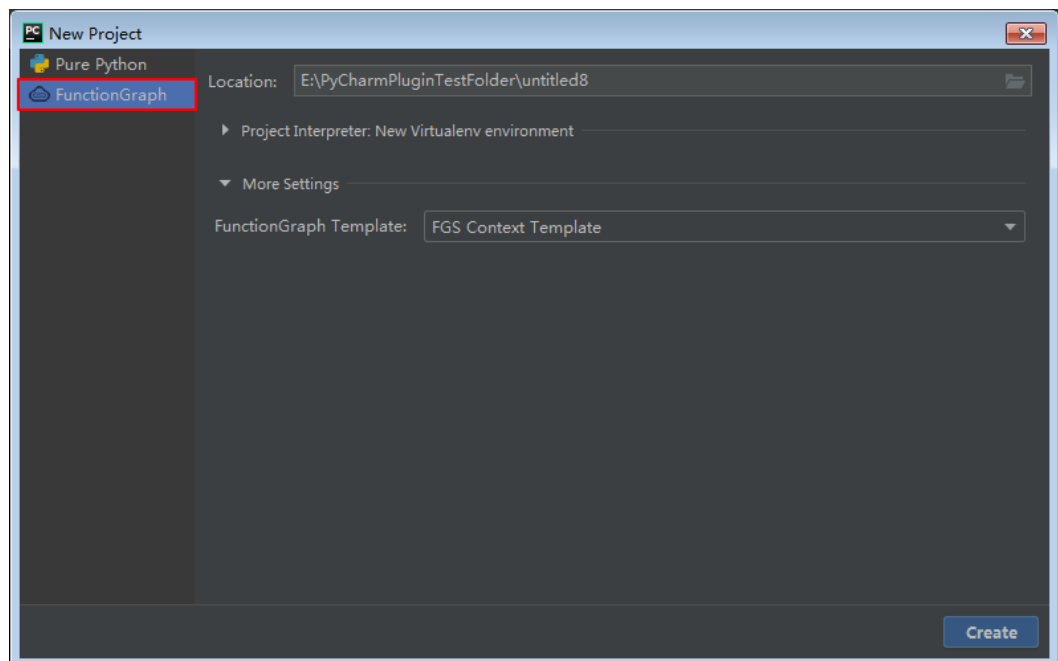 PC New Project
Pure Python
FunctionGraph
Location: E:\PyCharmPluginTestFolder\untitled8
Project Interpreter: New Virtualenv environment
More Settings
FunctionGraph Template: FGS Context Template
Create